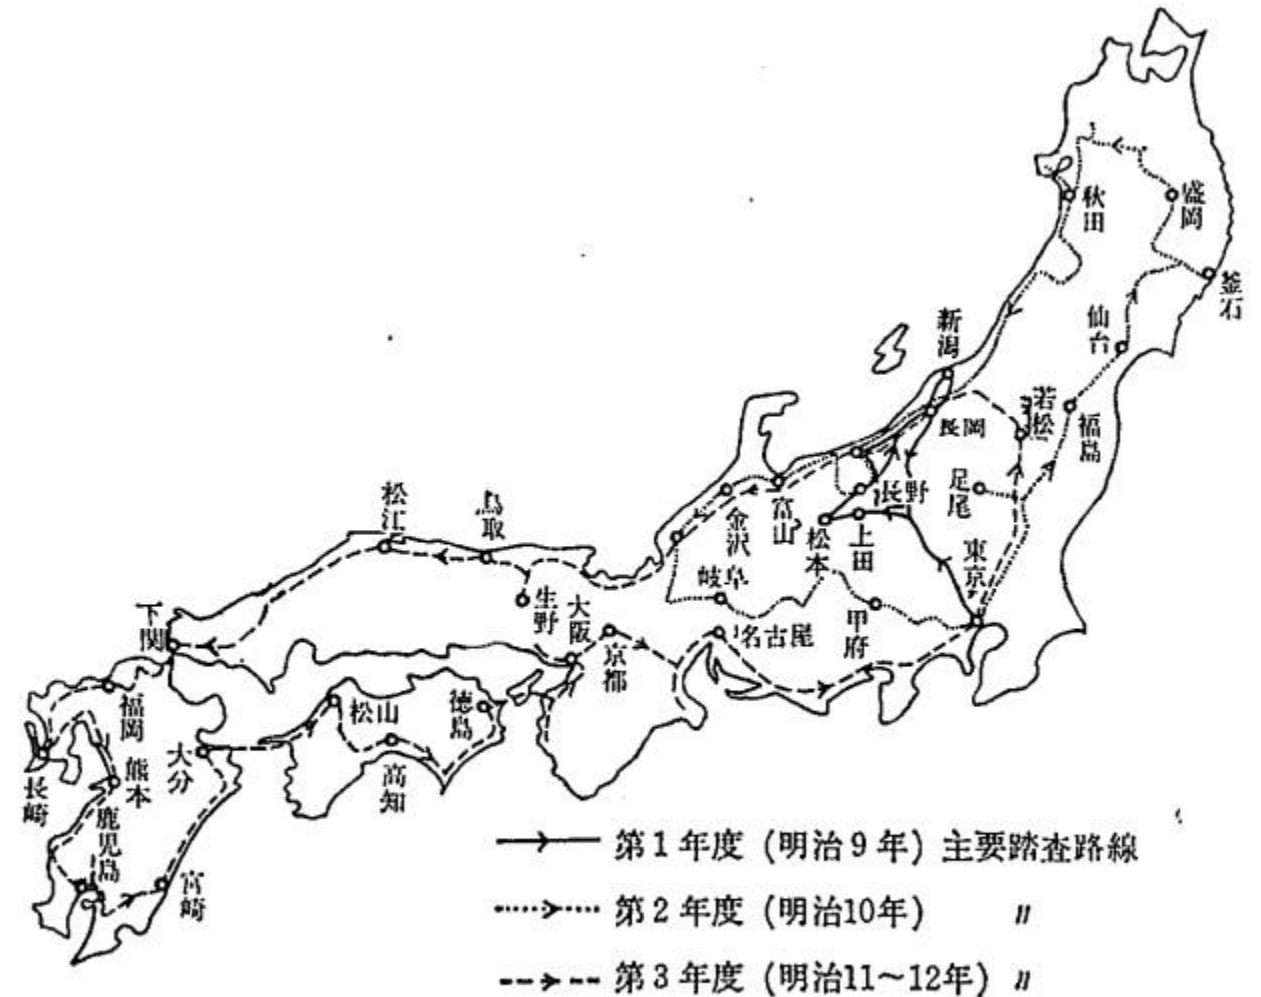 秋田
盛岡
釜石
仙台
新潟
若松
福島
長岡
足尾
長野
松江
鳥取
金沢
富山
松本
上田
東京
岐阜
下関
生野
大阪
京都
名古屋
甲府
福岡
松山
徳島
大分
高知
長崎
熊本
鹿児島
宮崎
第1年度(明治9年)主要踏査路線
第2年度(明治10年) 〃
第3年度(明治11~12年) 〃